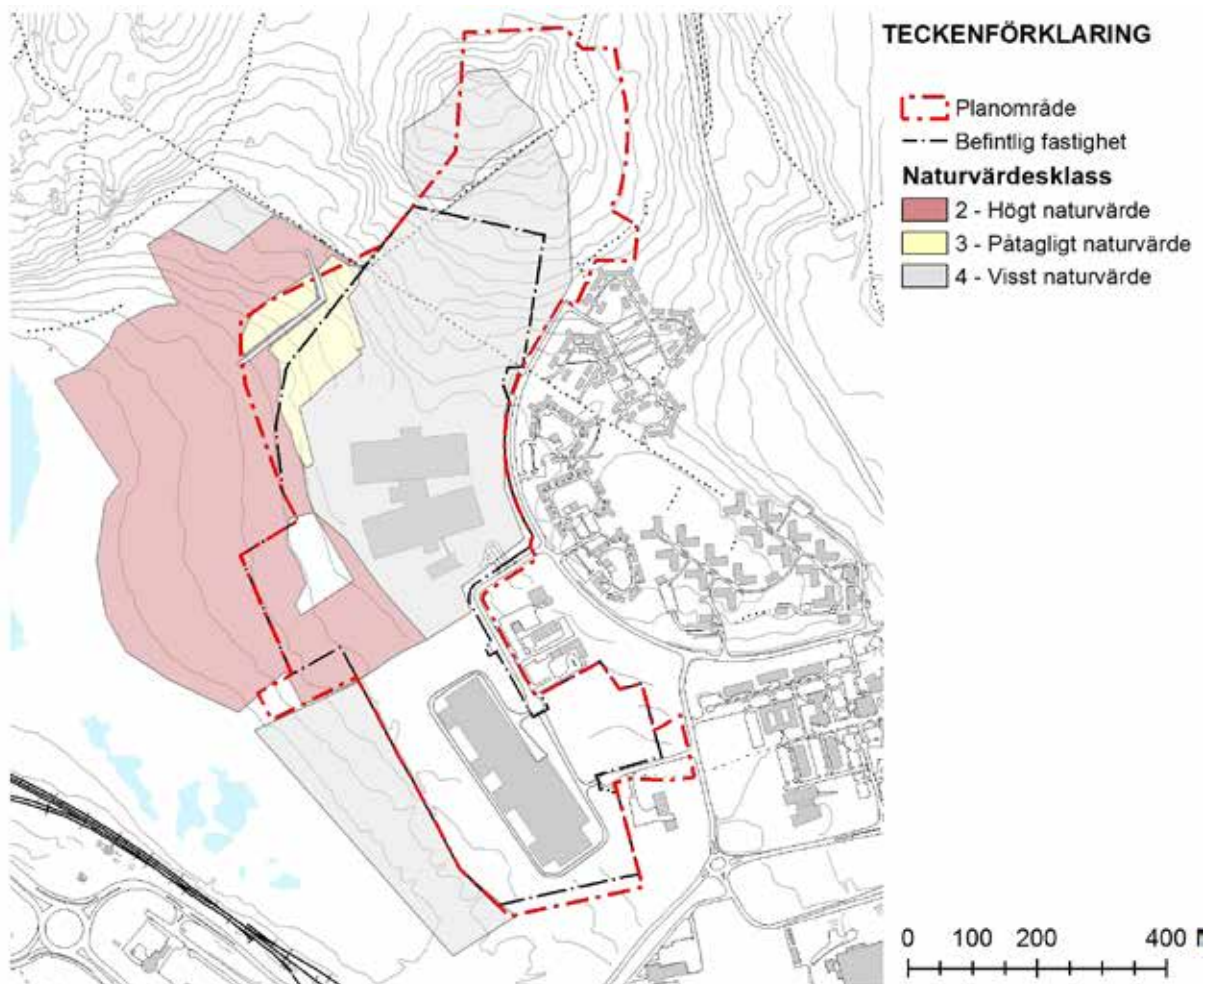 TECKENFÖRKLARING
Planområde
Befintlig fastighet
Naturvärdesklass
2 - Högt naturvärde
3 - Påtagligt naturvärde
4 - Visst naturvärde
0 100 200 400